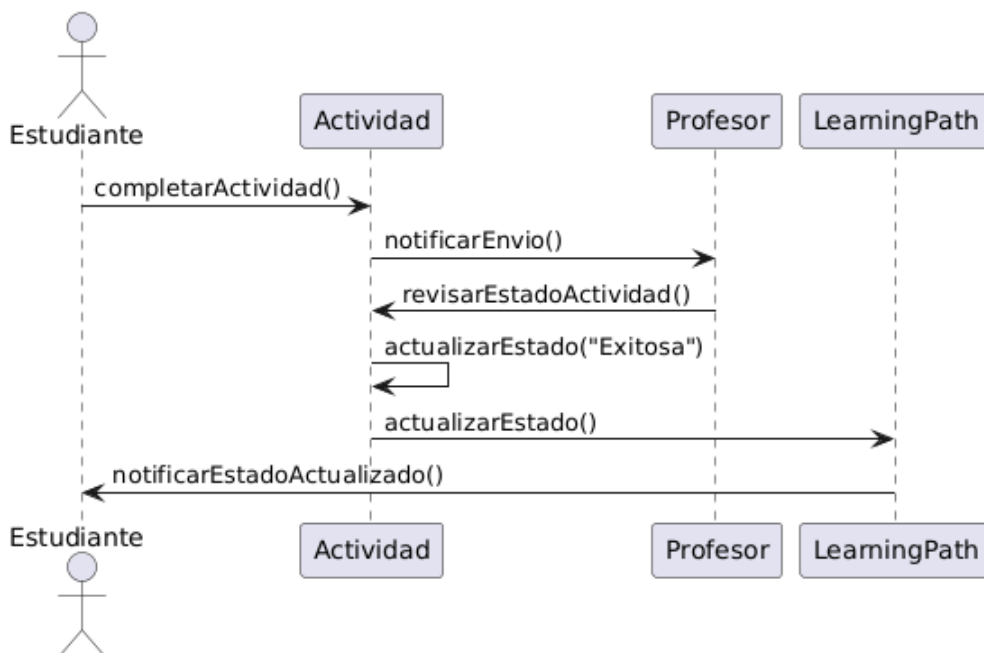 Estudiante
Actividad
Profesor
LearningPath
completarActividad()
notificarEnvio()
revisarEstadoActividad()
actualizarEstado("Exitosa")
actualizarEstado()
notificarEstadoActualizado()
Estudiante
Actividad
Profesor
LearningPath